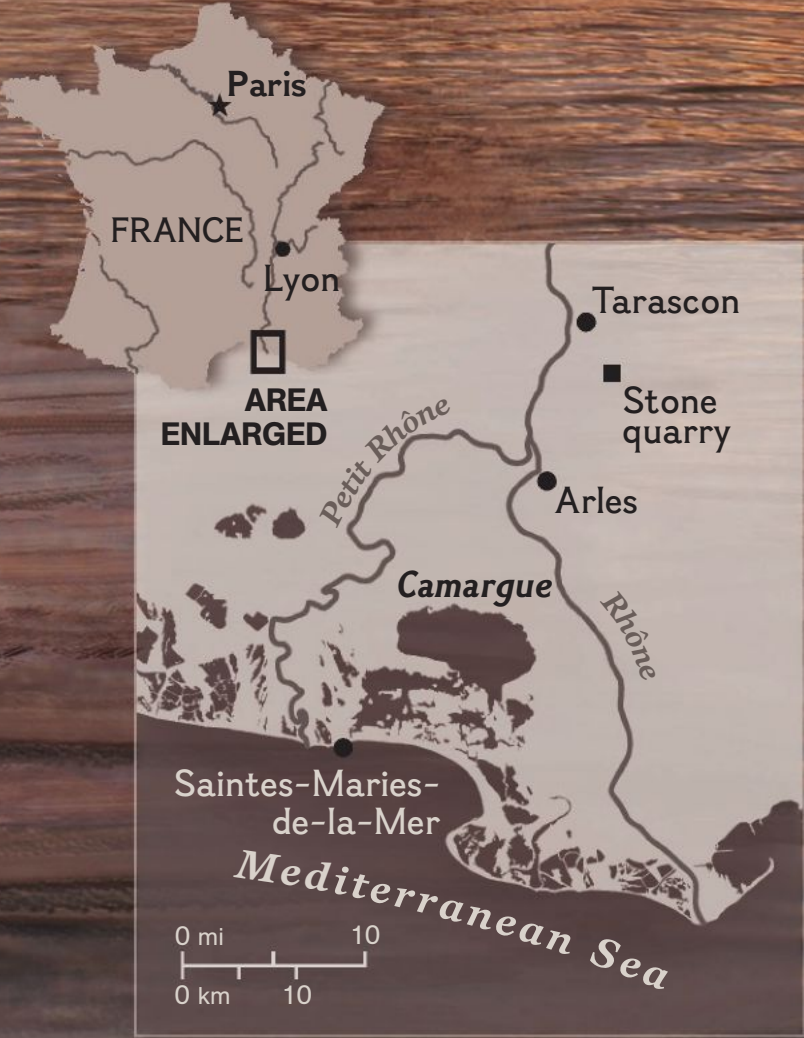 Paris
FRANCE
Lyon
AREA
ENLARGED
Tarascon
Stone
quarry
Petit Rhône
Arles
Camargue
Rhône
Saintes-Maries-
de-la-Mer
Mediterranean Sea
0 mi 10
0 km 10